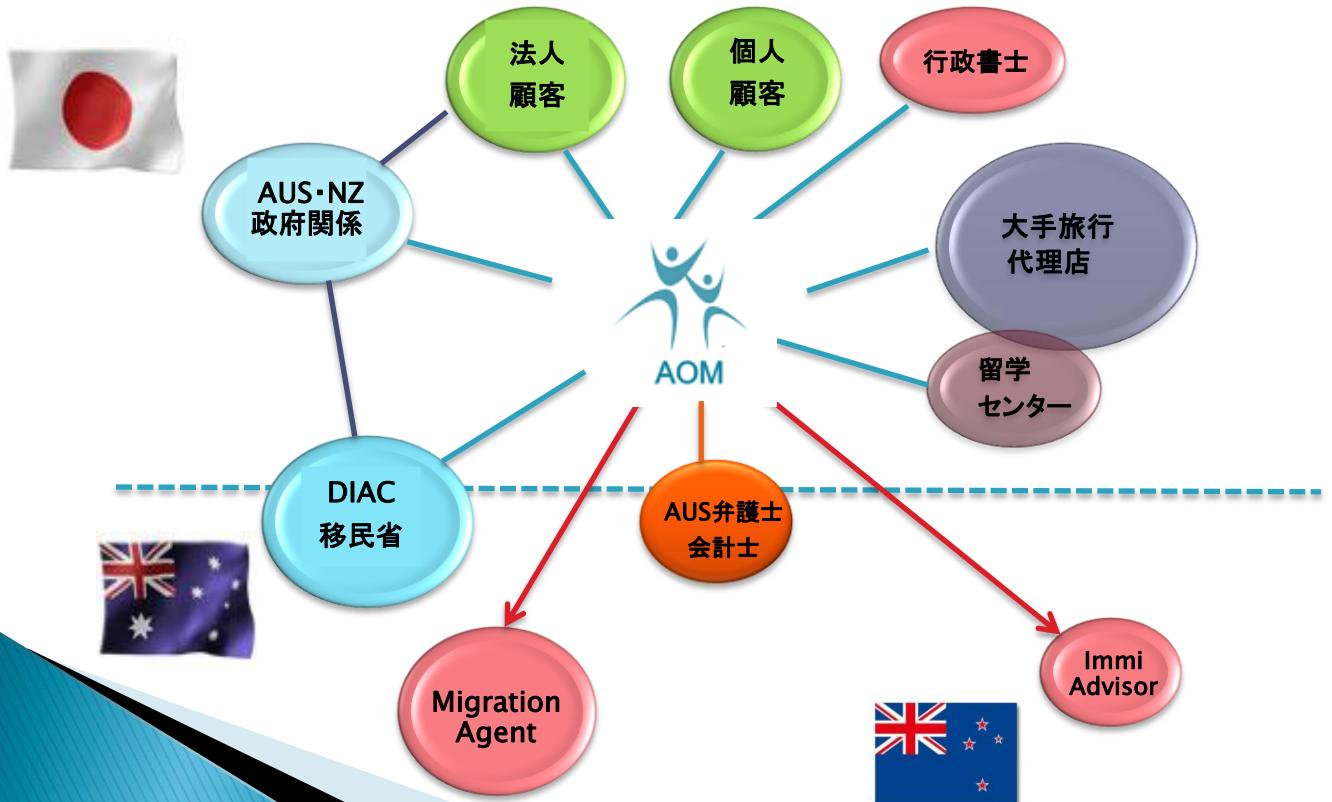 法人
顧客
個人
顧客
行政書士
AUS･NZ
政府関係
大手旅行
代理店
AOM
留学
センター
DIAC
移民省
AUS弁護士
会計士
Migration
Agent
Immi
Advisor